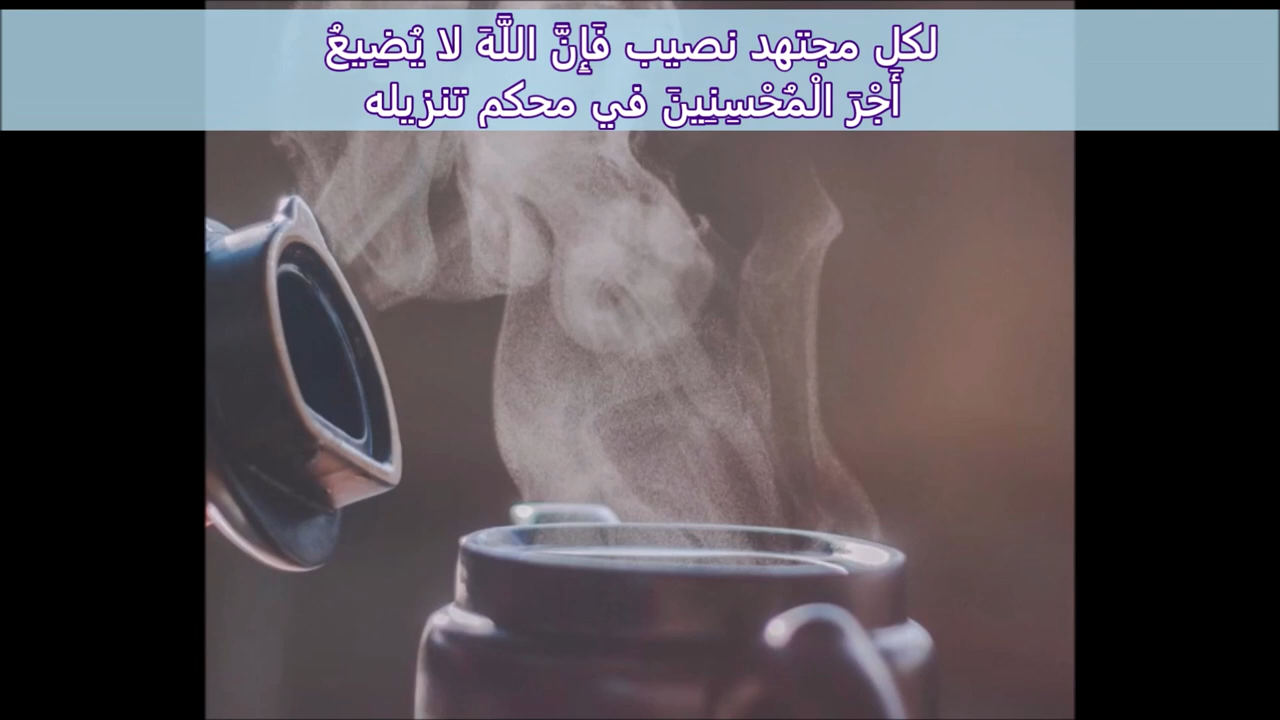 لكل مجتهد نصيب فَإِنَّ اللَّهَ لا يُضِيعُ
أَجْرَ الْمُحْسِنِينَ في محكم تنزيله